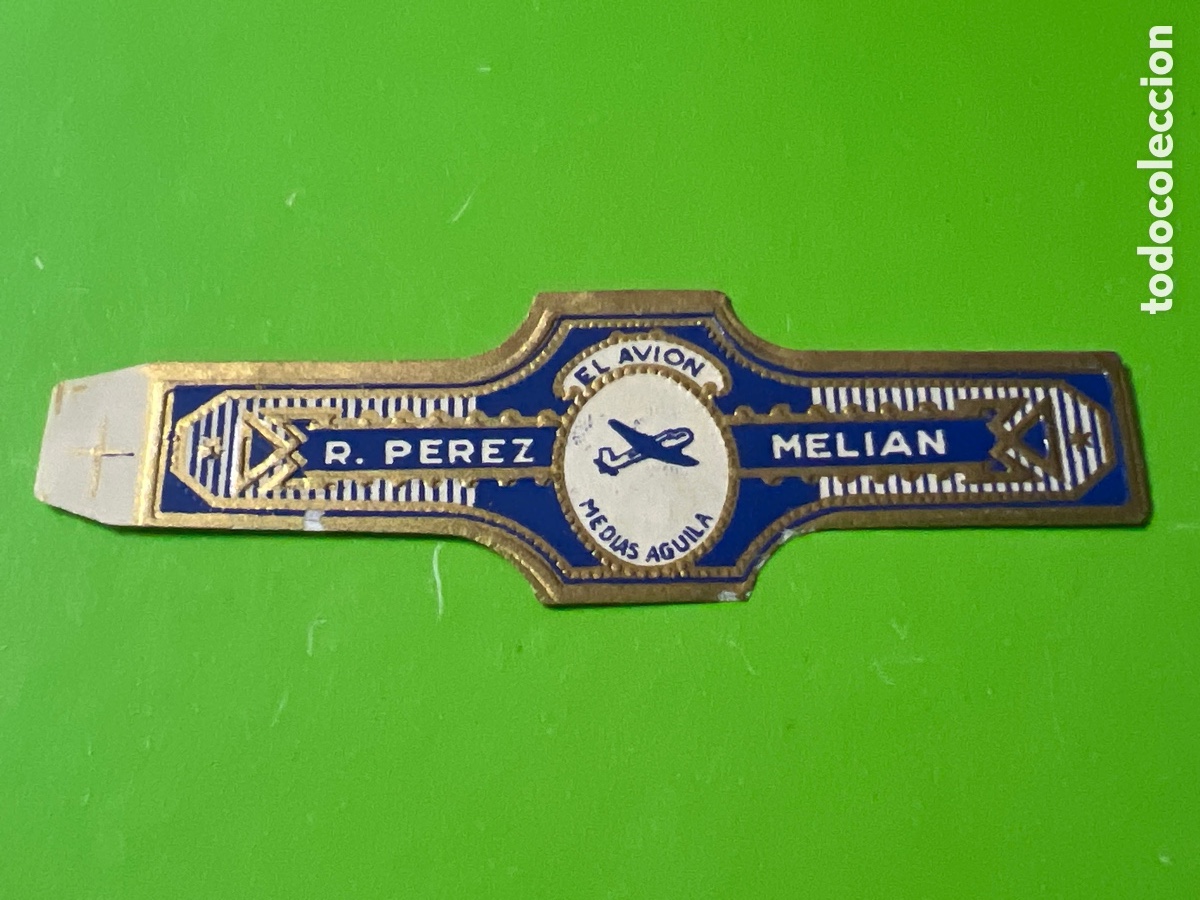 EL AVION
R. PEREZ
MELIAN
MEDIAS AGUILA
todocoleccion